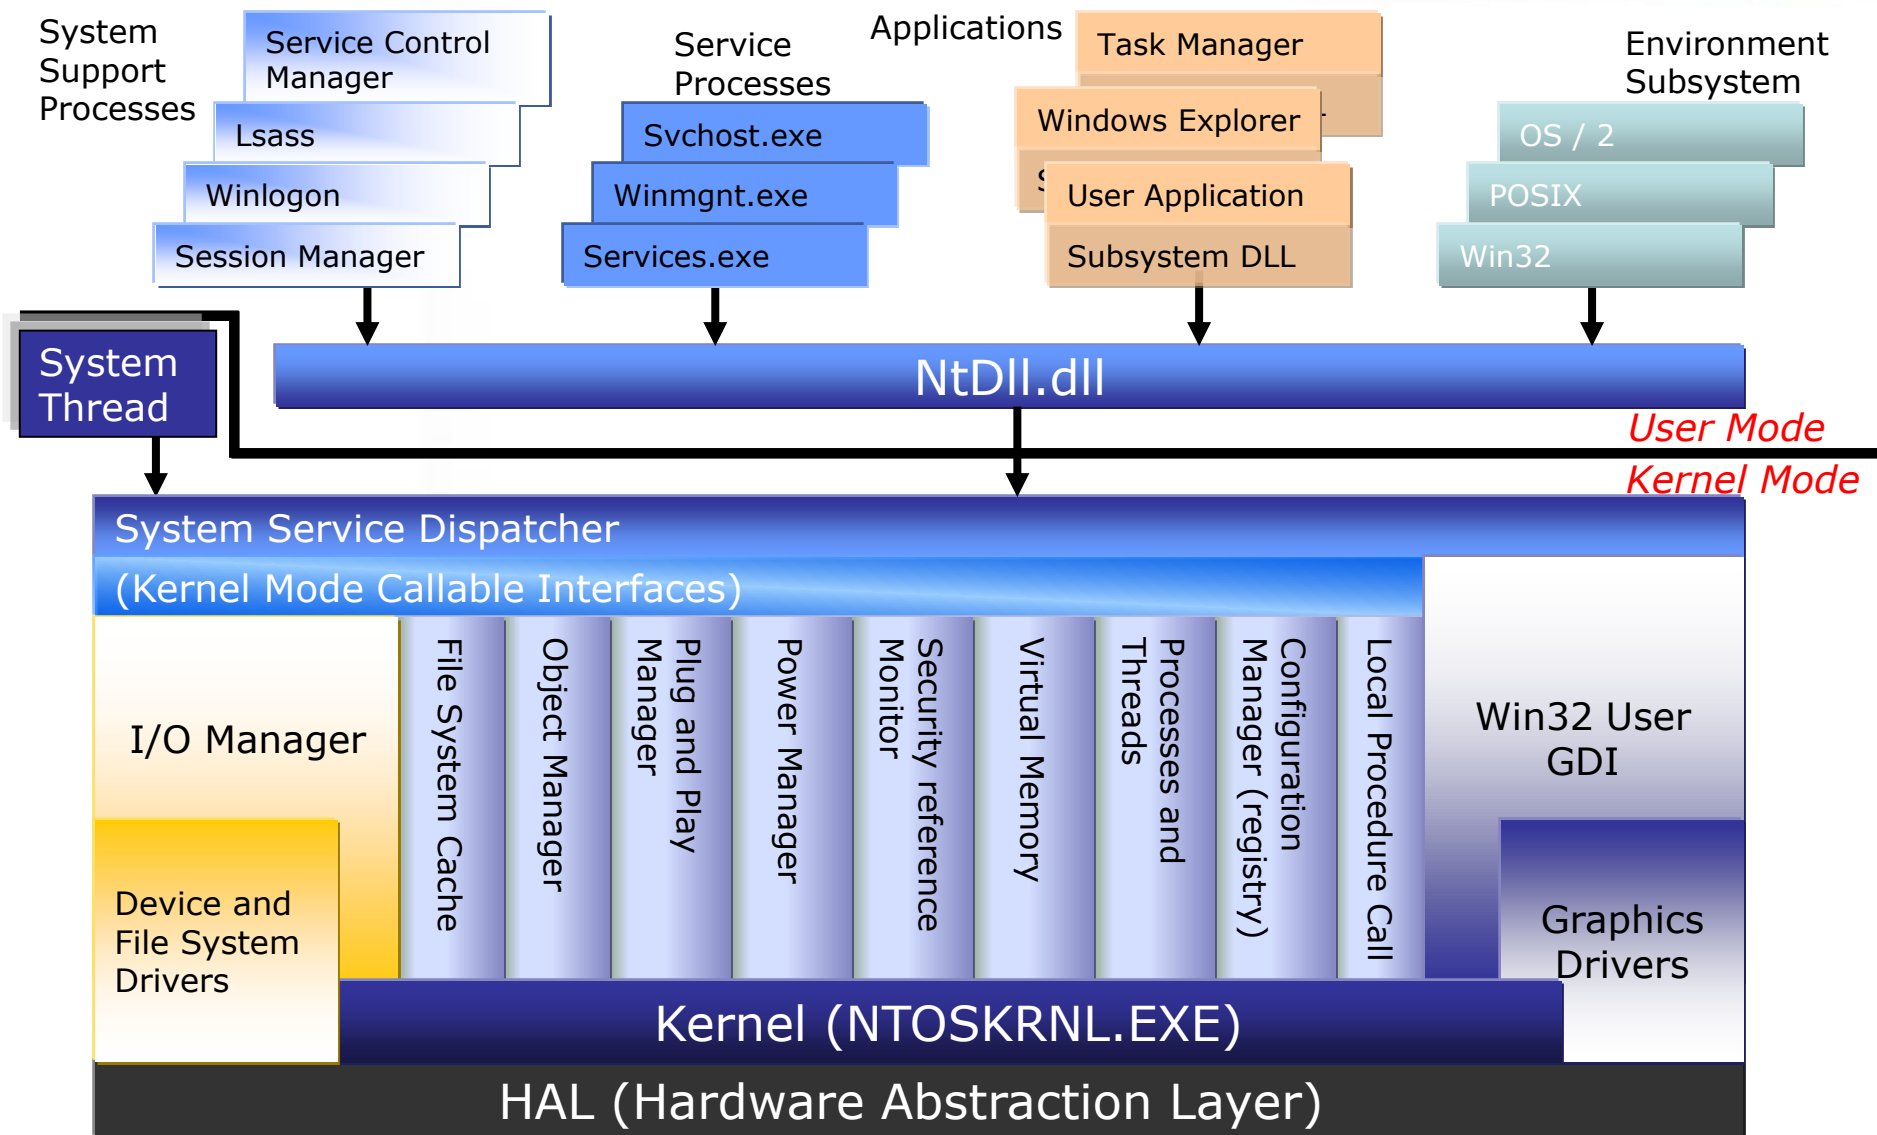 System
Support
Processes
Service Control
Manager
Lsass
Winlogon
Session Manager
Service
Processes
Svchost.exe
Winmgnt.exe
Services.exe
Applications
Task Manager
Windows Explorer
User Application
Subsystem DLL
Environment
Subsystem
OS / 2
POSIX
Win32
System
Thread
NtDll.dll
User Mode
Kernel Mode
System Service Dispatcher
(Kernel Mode Callable Interfaces)
I/O Manager
Device and
File System
Drivers
File System Cache
Object Manager
Plug and Play
Manager
Power Manager
Security reference
Monitor
Virtual Memory
Processes and
Threads
Configuration
Manager (registry)
Local Procedure Call
Win32 User
GDI
Graphics
Drivers
Kernel (NTOSKRNL.EXE)
HAL (Hardware Abstraction Layer)